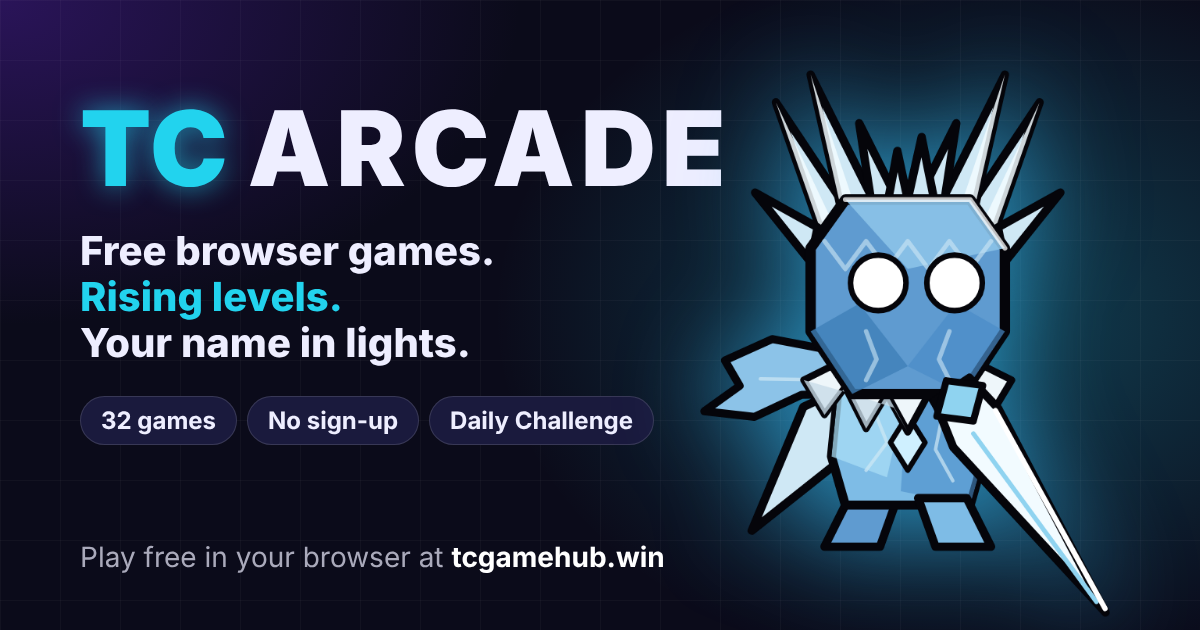 TC ARCADE
Free browser games.
Rising levels.
Your name in lights.
32 games
No sign-up
Daily Challenge
Play free in your browser at tcgamehub.win